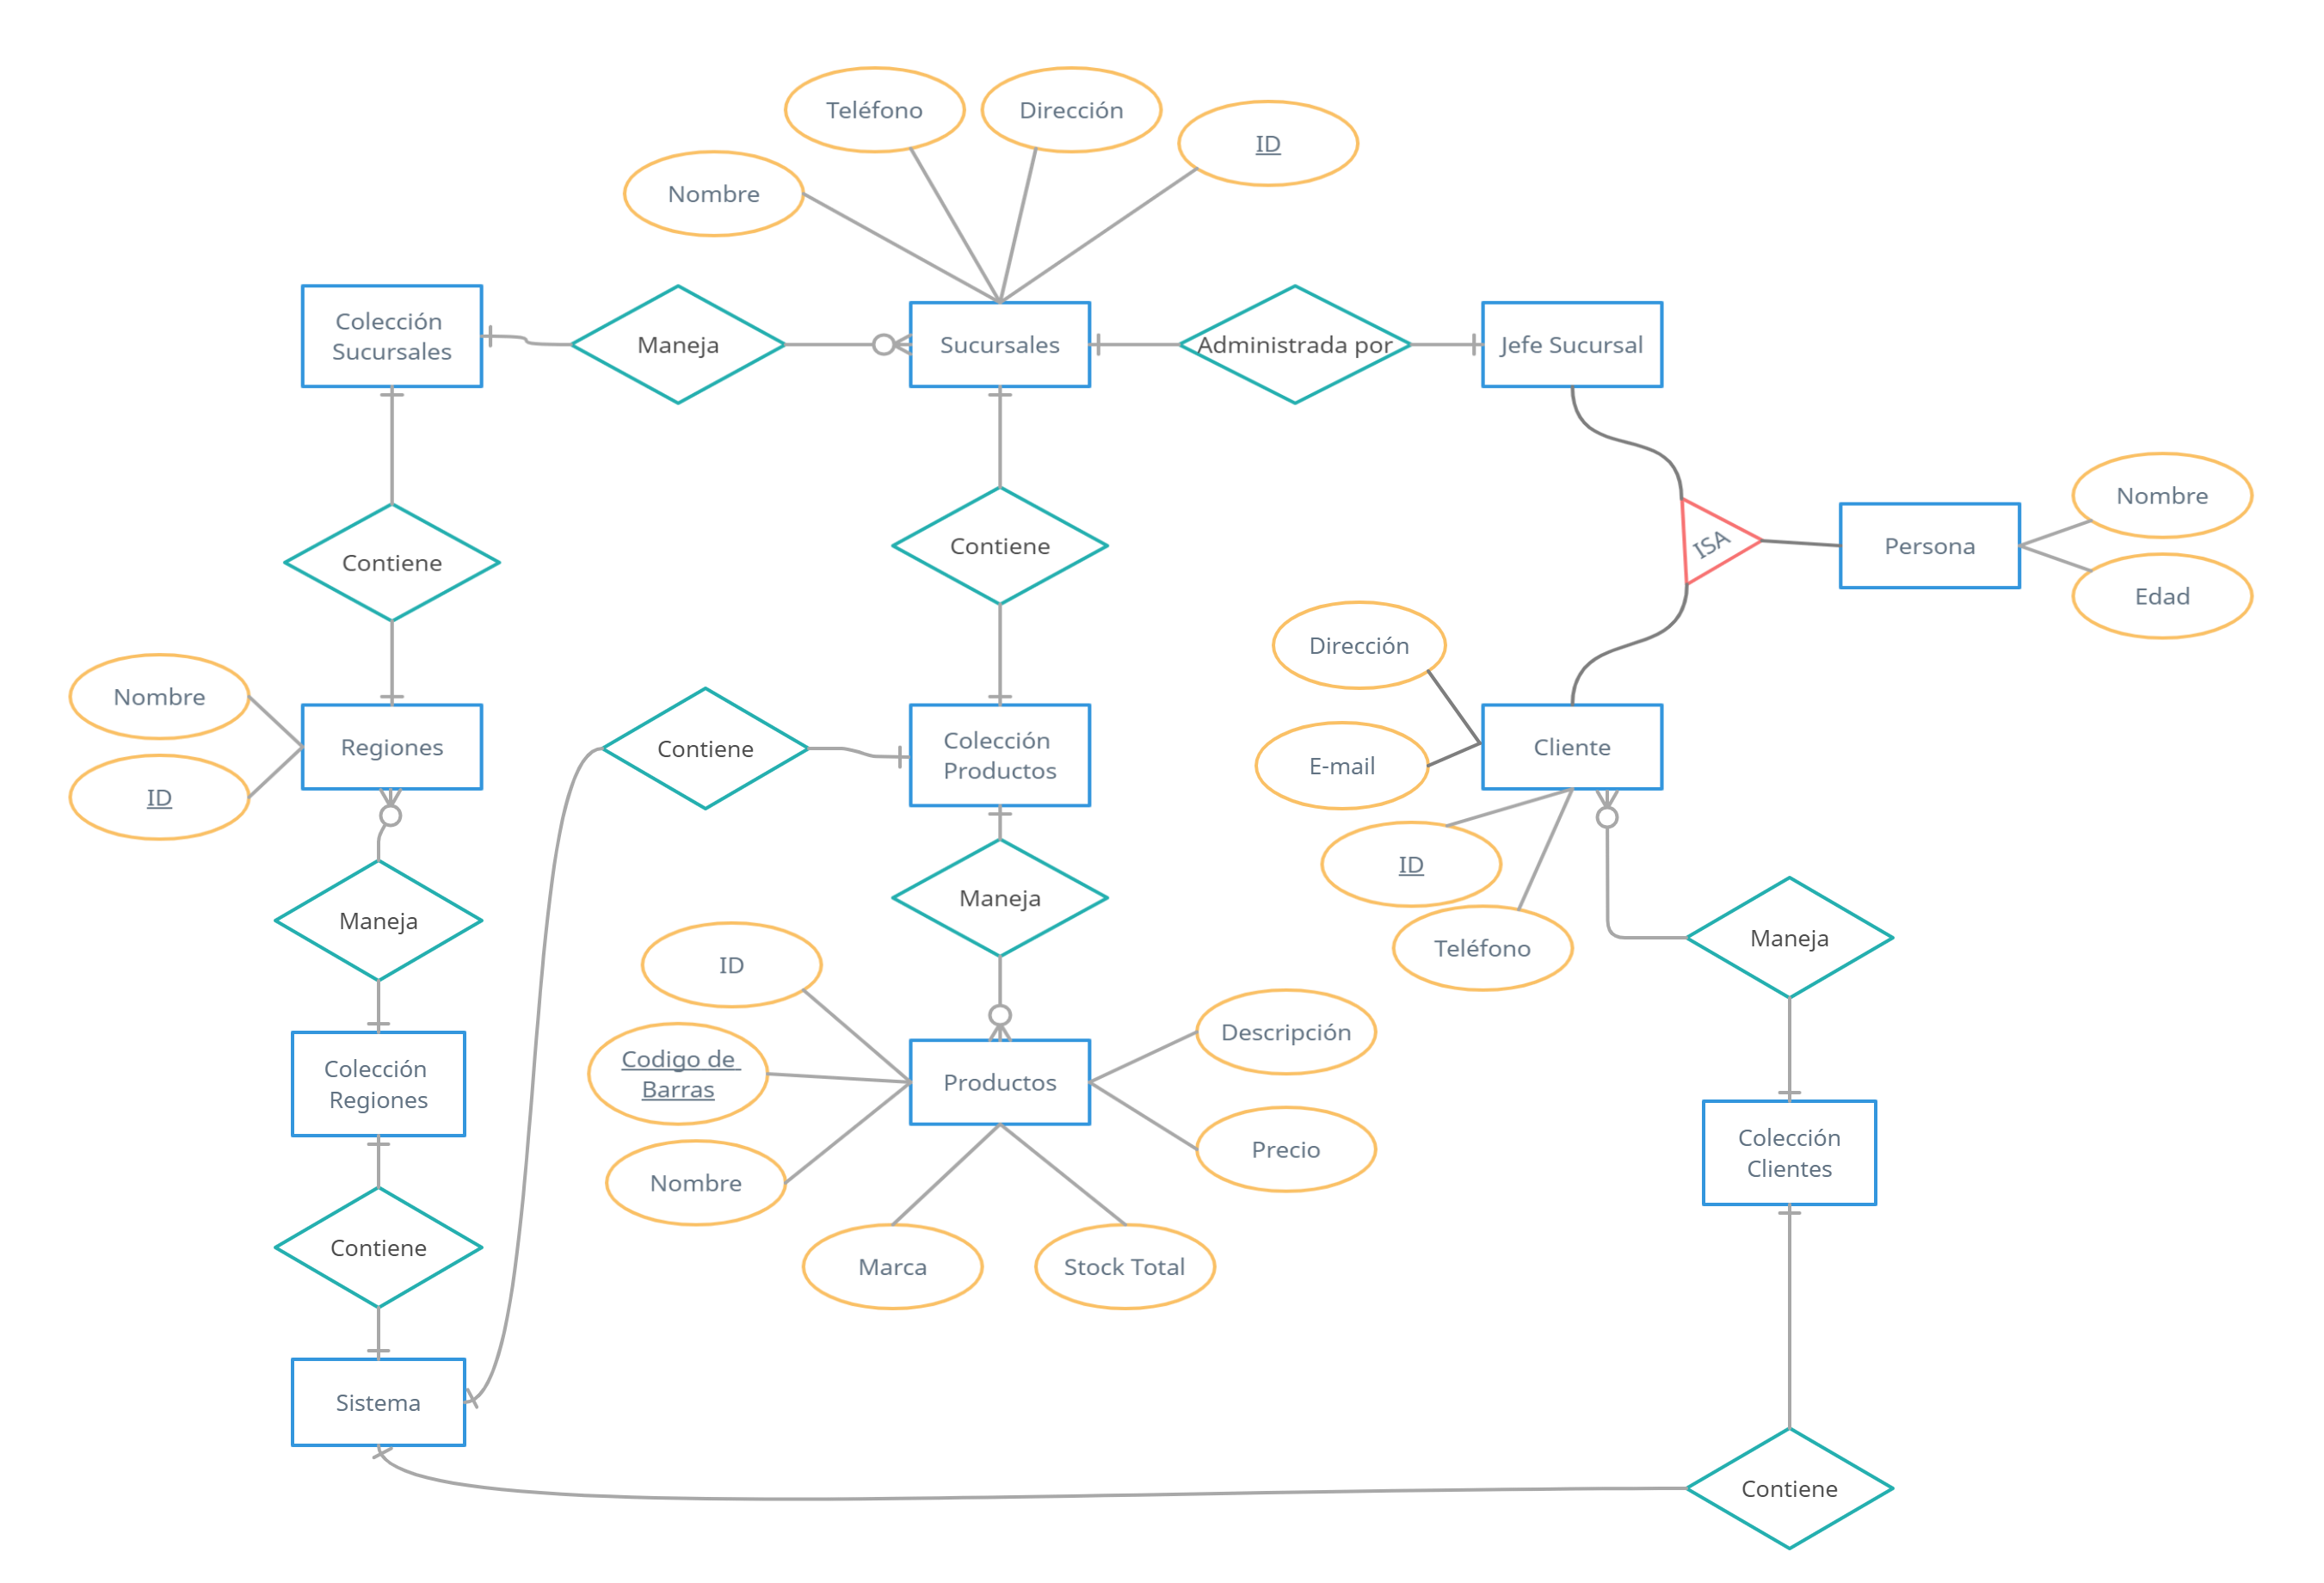 Teléfono
Dirección
ID
Nombre
Colección
Sucursales
Maneja
Sucursales
Administrada por
Jefe Sucursal
Nombre
Contiene
Contiene
ISA
Persona
Edad
Dirección
Nombre
Regiones
Contiene
Colección
Productos
Cliente
E-mail
ID
ID
Maneja
Maneja
Teléfono
Maneja
ID
Descripción
Codigo de
Barras
Productos
Colección
Regiones
Nombre
Precio
Colección
Clientes
Contiene
Marca
Stock Total
Sistema
Contiene